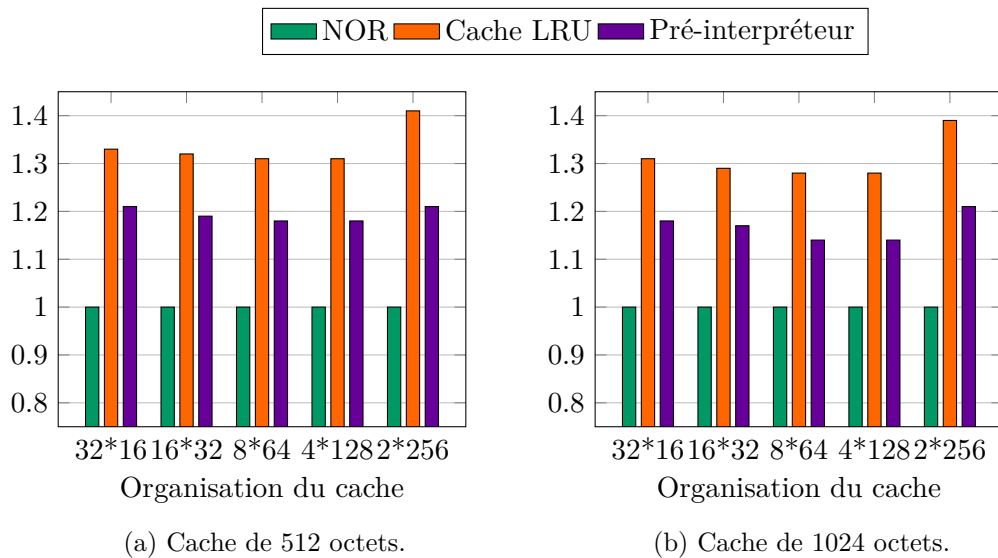 NOR Cache LRU Pré-interpréteur
1.4
1.3
1.2
1.1
1
0.9
0.8
32*16 16*32 8*64 4*128 2*256
Organisation du cache
(a) Cache de 512 octets.
1.4
1.3
1.2
1.1
1
0.9
0.8
32*16 16*32 8*64 4*128 2*256
Organisation du cache
(b) Cache de 1024 octets.